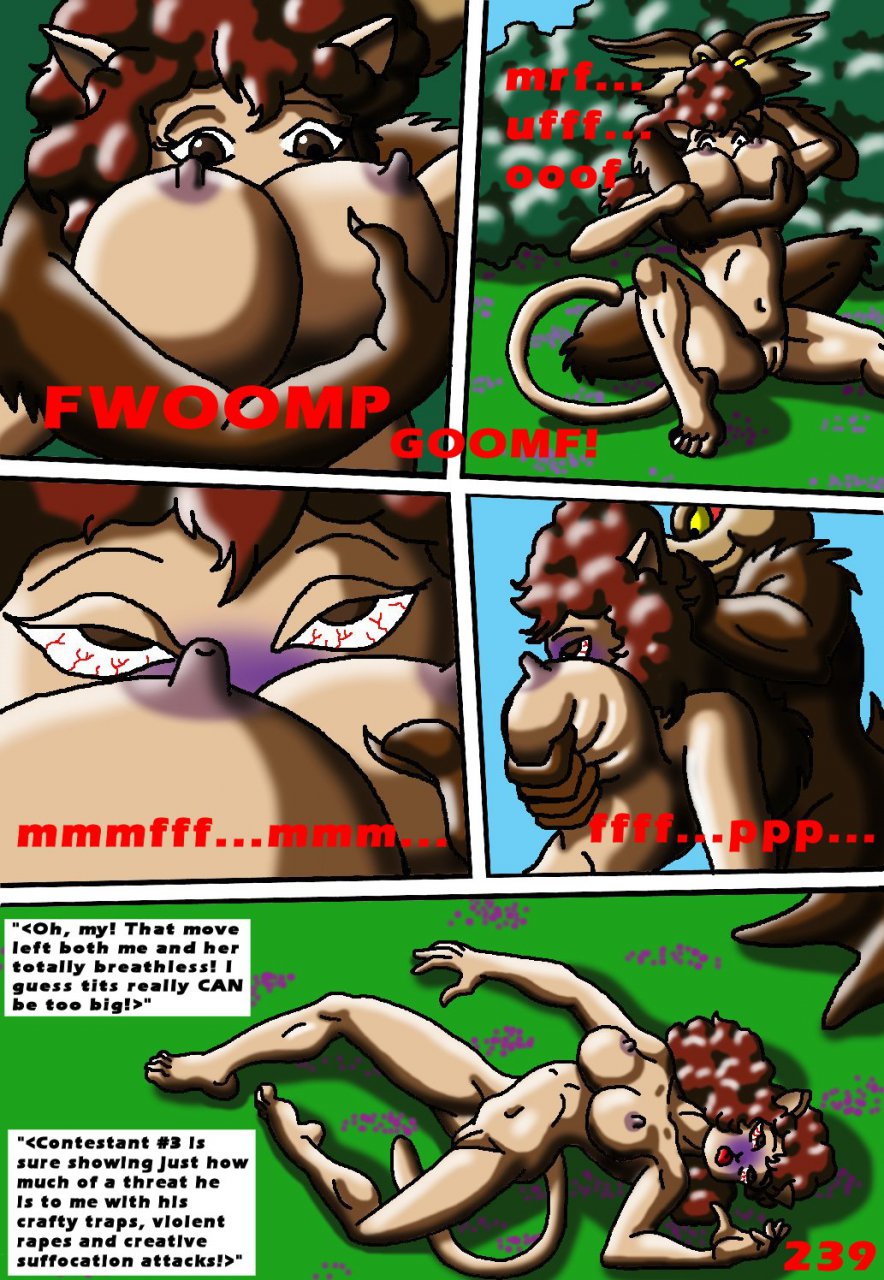 FWOOMP
GOOMF!
mrf...
ufff...
ooof
mmmfff...mmm...
ffff...ppp...
"<Oh, my! That move
left both me and her
totally breathless! I
guess tits really CAN
be too big!>"
"<Contestant #3 is
sure showing just how
much of a threat he
is to me with his
crafty traps, violent
rapes and creative
suffocation attacks!>"
239